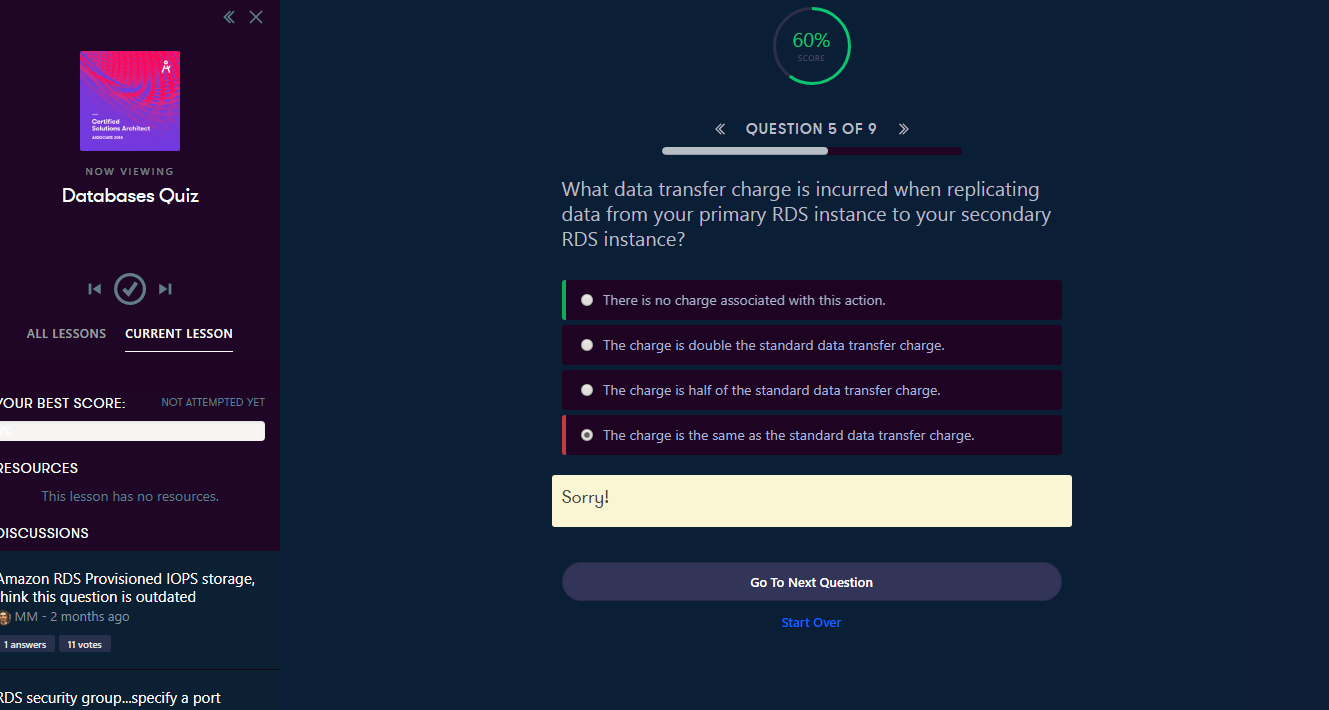 Certified
Solutions Architect
ASSOCIATE 2018
NOW VIEWING
Databases Quiz
ALL LESSONS
CURRENT LESSON
YOUR BEST SCORE:
NOT ATTEMPTED YET
RESOURCES
This lesson has no resources.
DISCUSSIONS
Amazon RDS Provisioned IOPS storage,
think this question is outdated
MM - 2 months ago
1 answers
11 votes
RDS security group...specify a port
60%
SCORE
QUESTION 5 OF 9
What data transfer charge is incurred when replicating
data from your primary RDS instance to your secondary
RDS instance?
There is no charge associated with this action.
The charge is double the standard data transfer charge.
The charge is half of the standard data transfer charge.
The charge is the same as the standard data transfer charge.
Sorry!
Go To Next Question
Start Over